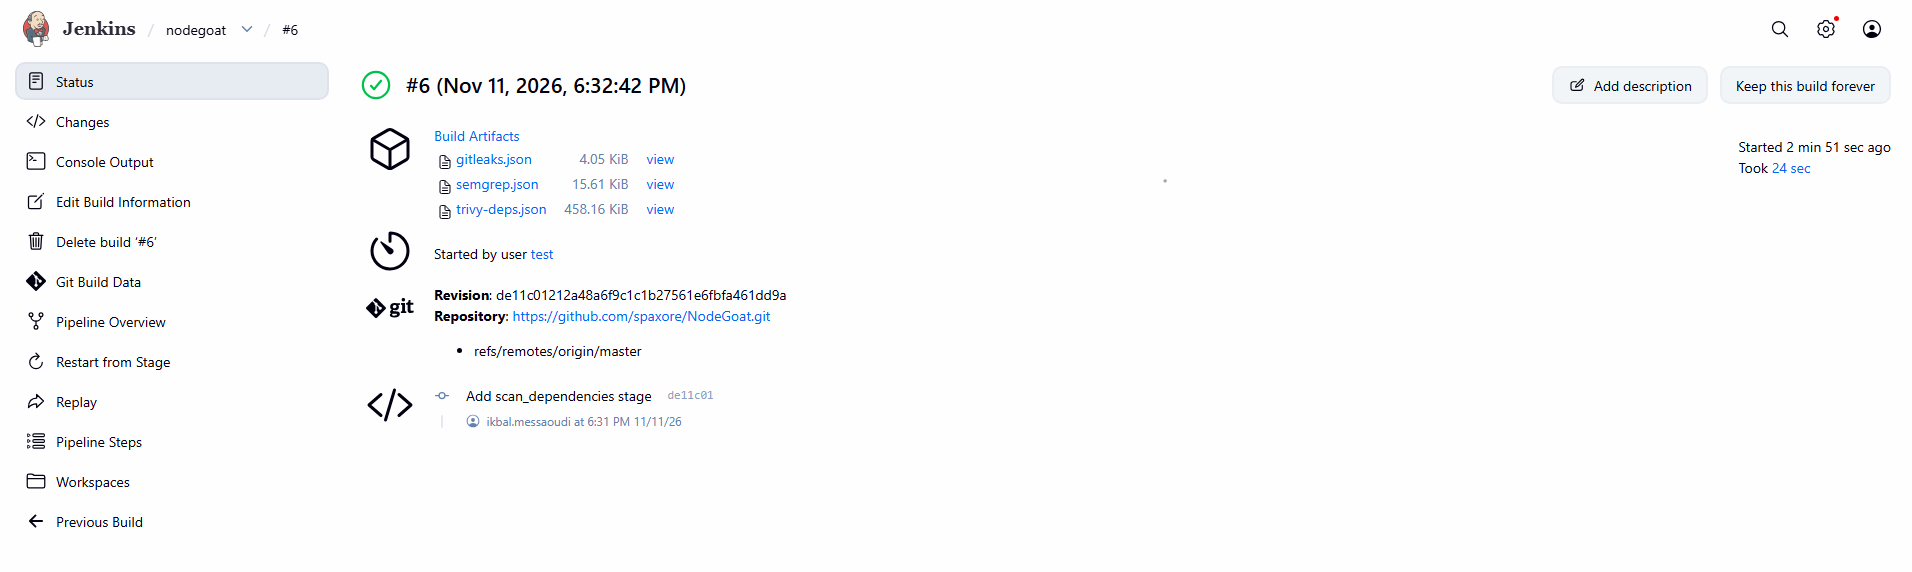 Jenkins / nodegoat / #6
Status
Changes
Console Output
Edit Build Information
Delete build ‘#6’
Git Build Data
Pipeline Overview
Restart from Stage
Replay
Pipeline Steps
Workspaces
Previous Build
#6 (Nov 11, 2026, 6:32:42 PM)
Add description
Keep this build forever
Started 2 min 51 sec ago
Took 24 sec
Build Artifacts
gitleaks.json 4.05 KiB view
semgrep.json 15.61 KiB view
trivy-deps.json 458.16 KiB view
Started by user test
git
Revision: de11c01212a48a6f9c1c1b27561e6fbfa461dd9a
Repository: https://github.com/spaxore/NodeGoat.git
• refs/remotes/origin/master
Add scan_dependencies stage de11c01
ikbal.messaoudi at 6:31 PM 11/11/26